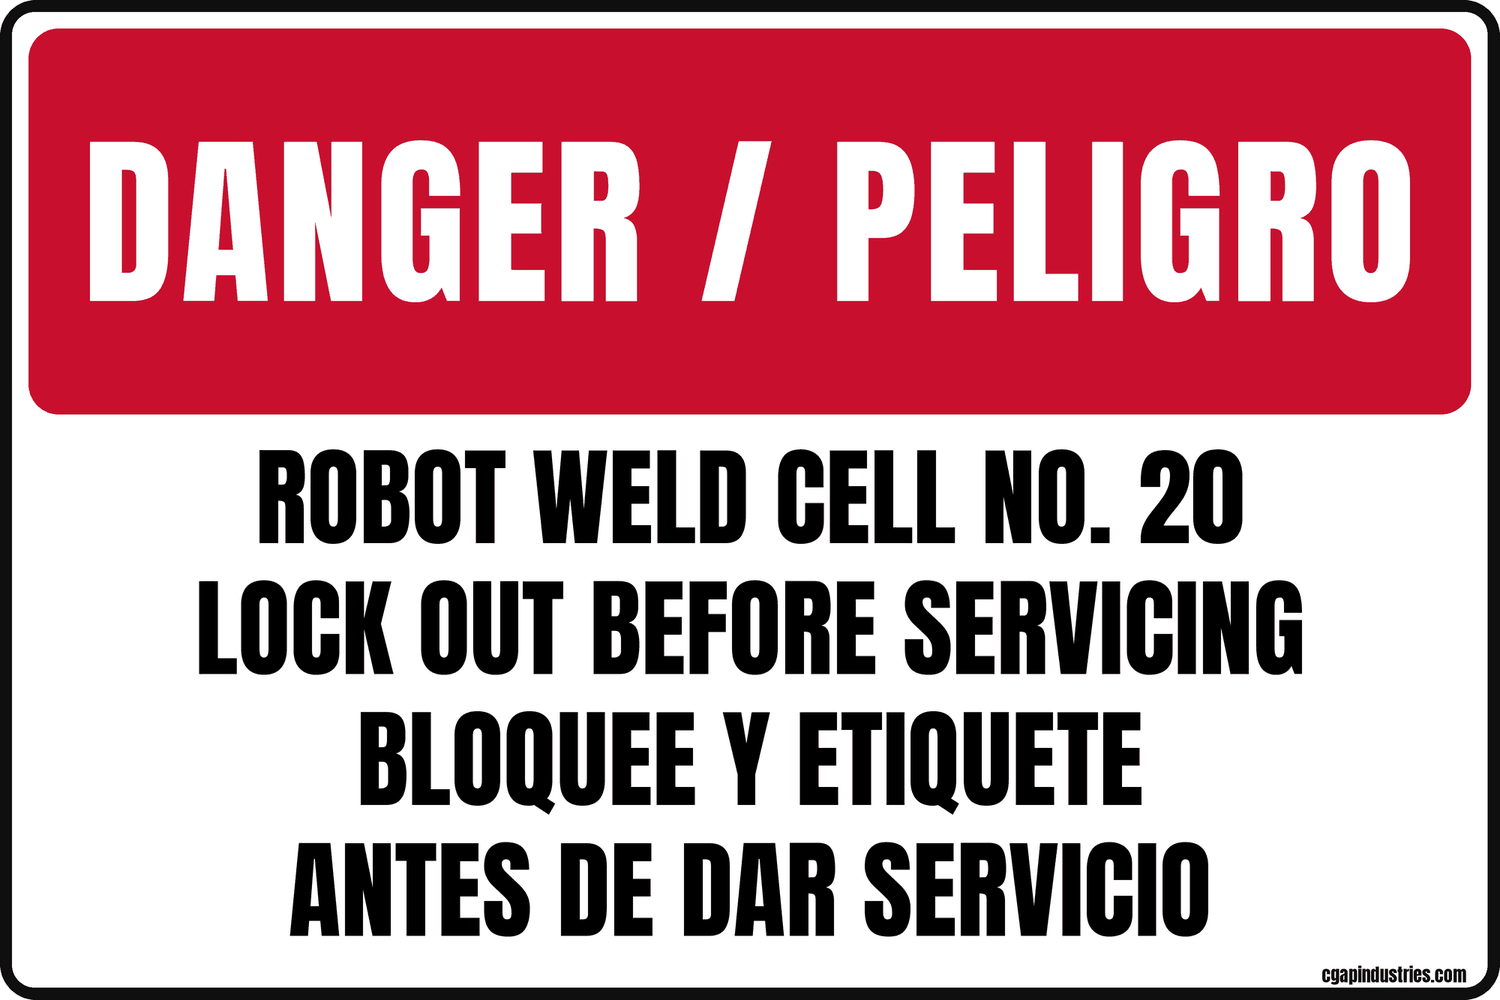 DANGER / PELIGRO
ROBOT WELD CELL NO. 20
LOCK OUT BEFORE SERVICING
BLOQUEE Y ETIQUETE
ANTES DE DAR SERVICIO
cgapindustries.com